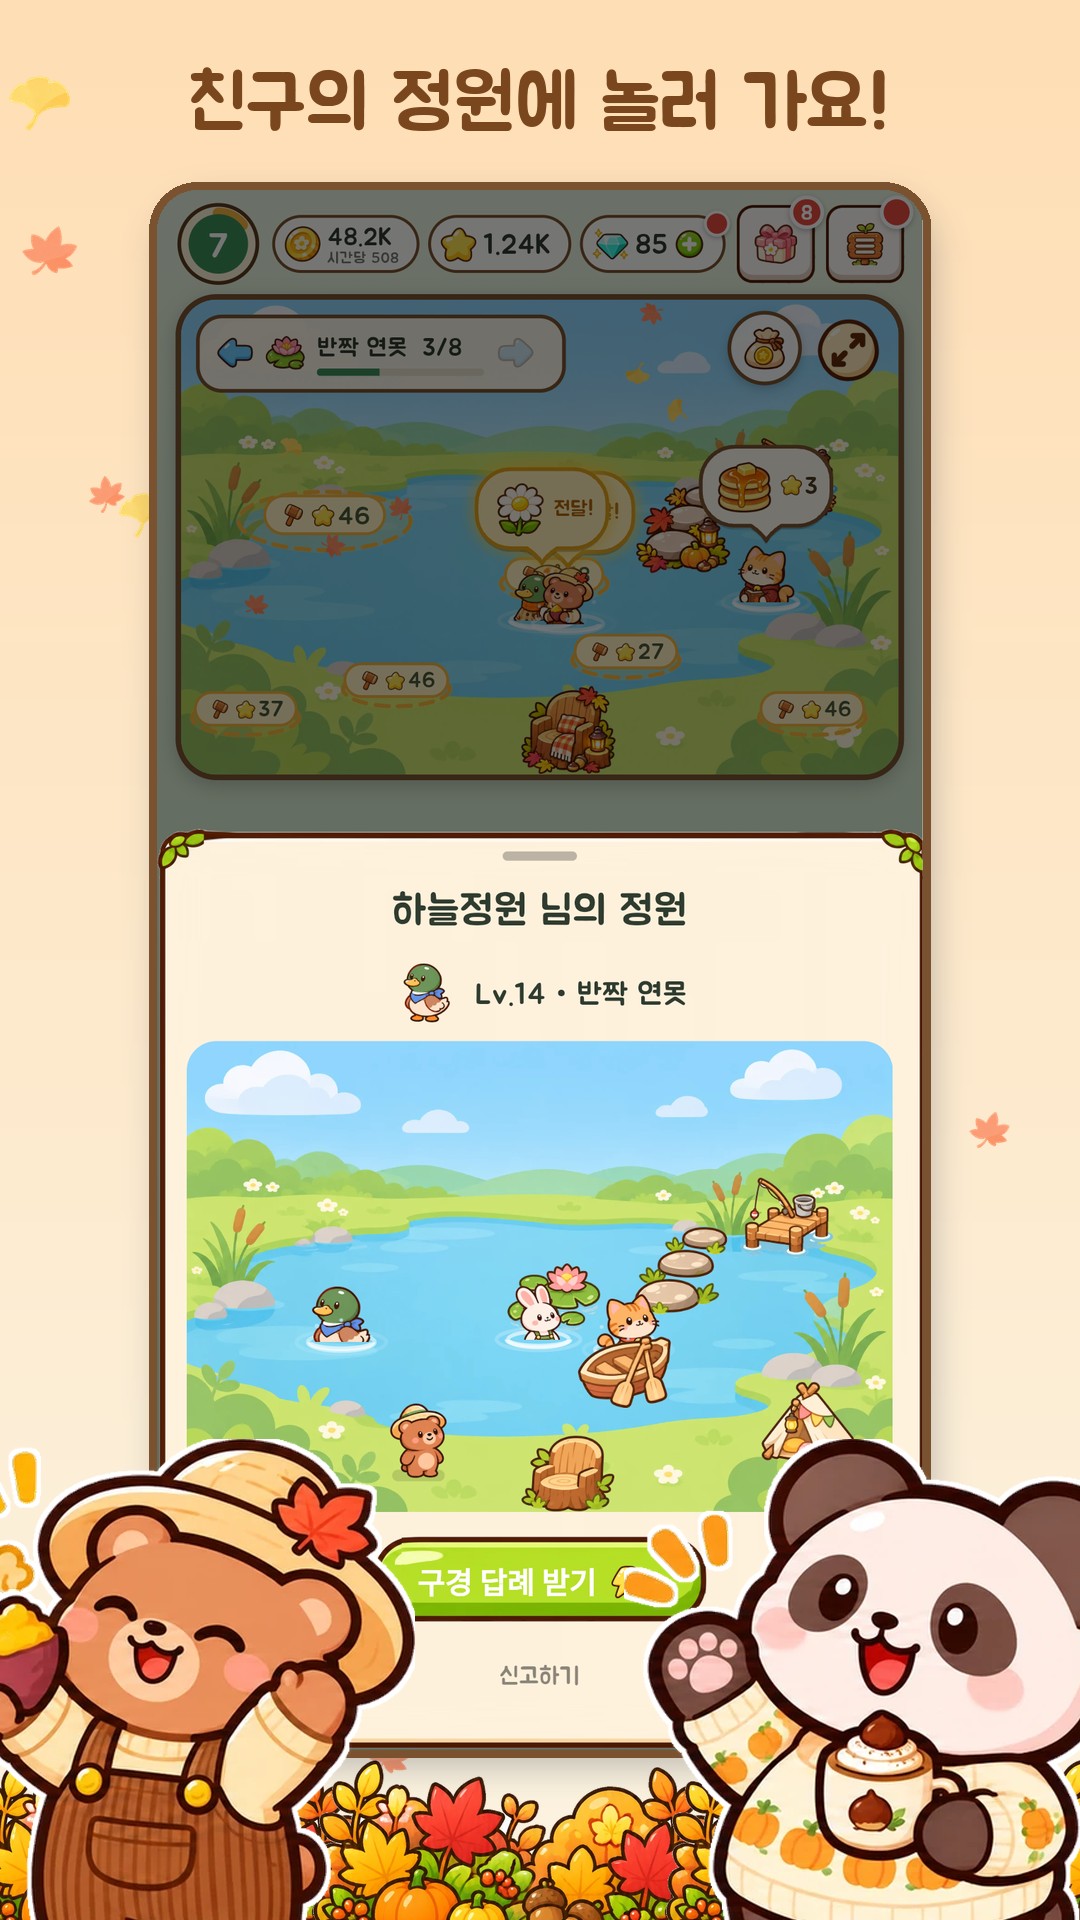 친구의 정원에 놀러 가요!
7
48.2K
시간당 508
1.24K
85
8
반짝 연못 3/8
46
전달!
3
27
46
37
46
하늘정원 님의 정원
Lv.14 • 반짝 연못
구경 답례 받기
신고하기